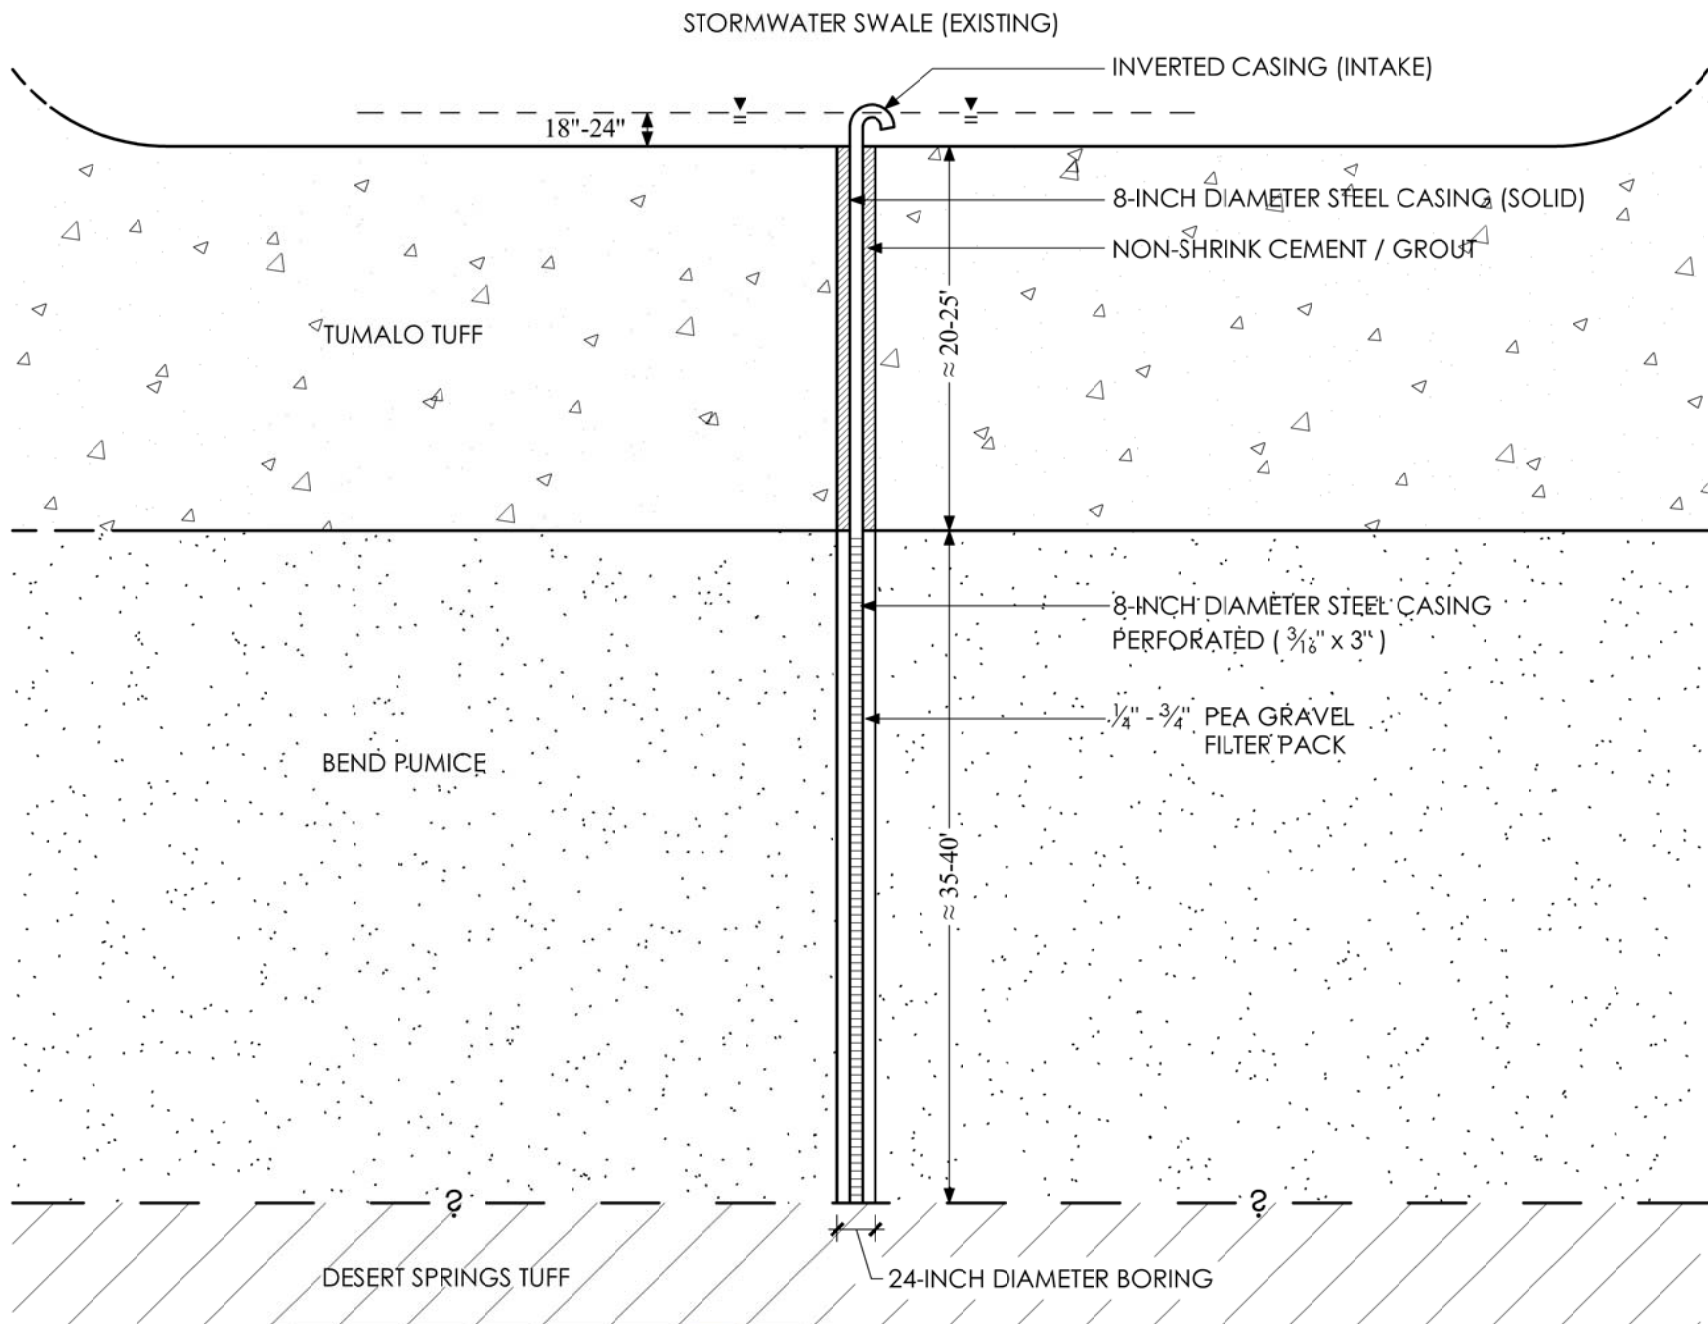 STORMWATER SWALE (EXISTING)
INVERTED CASING (INTAKE)
18"-24"
8-INCH DIAMETER STEEL CASING (SOLID)
NON-SHRINK CEMENT / GROUT
≈ 20-25'
TUMALO TUFF
8-INCH DIAMETER STEEL CASING
PERFORATED ( 3/16" x 3" )
1/4" - 3/4" PEA GRAVEL
FILTER PACK
BEND PUMICE
≈ 35-40'
? ?
DESERT SPRINGS TUFF
24-INCH DIAMETER BORING